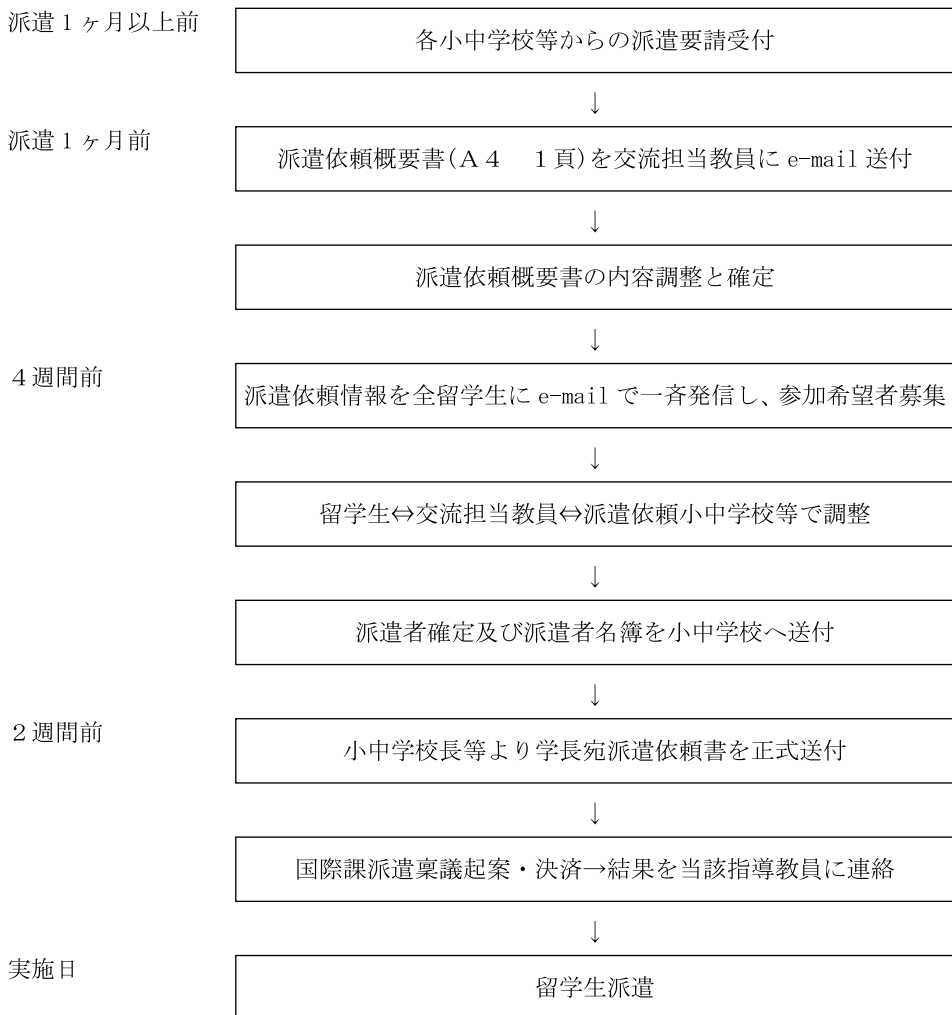 派遣１ヶ月以上前
各小中学校等からの派遣要請受付
↓
派遣１ヶ月前
派遣依頼概要書(Ａ４　１頁)を交流担当教員に e-mail 送付
↓
派遣依頼概要書の内容調整と確定
↓
４週間前
派遣依頼情報を全留学生に e-mail で一斉発信し、参加希望者募集
↓
留学生⇔交流担当教員⇔派遣依頼小中学校等で調整
↓
派遣者確定及び派遣者名簿を小中学校へ送付
↓
２週間前
小中学校長等より学長宛派遣依頼書を正式送付
↓
国際課派遣稟議起案・決済→結果を当該指導教員に連絡
↓
実施日
留学生派遣